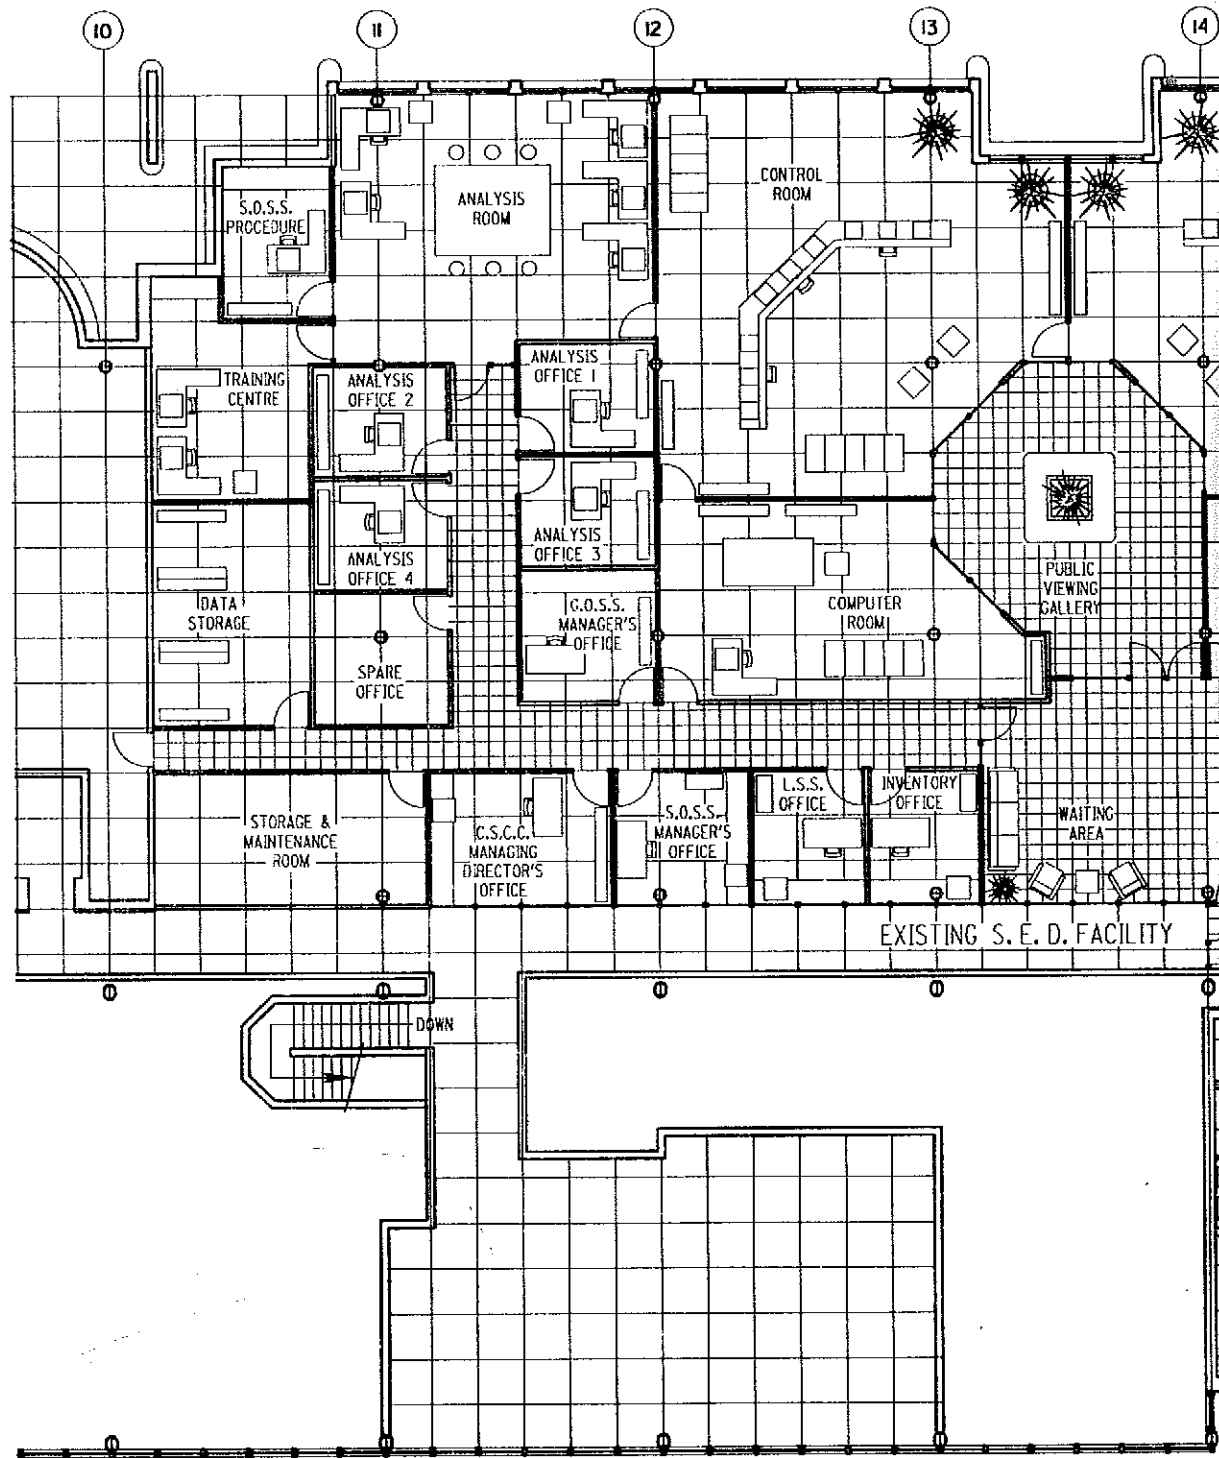 10
11
12
13
14
S.O.S.S.
PROCEDURE
ANALYSIS
ROOM
CONTROL
ROOM
TRAINING
CENTRE
ANALYSIS
OFFICE 2
ANALYSIS
OFFICE 1
ANALYSIS
OFFICE 4
ANALYSIS
OFFICE 3
DATA
STORAGE
SPARE
OFFICE
G.O.S.S.
MANAGER'S
OFFICE
COMPUTER
ROOM
PUBLIC
VIEWING
GALLERY
STORAGE &
MAINTENANCE
ROOM
C.S.C.C.
MANAGING
DIRECTOR'S
OFFICE
S.O.S.S.
MANAGER'S
OFFICE
L.S.S.
OFFICE
INVENTORY
OFFICE
WAITING
AREA
EXISTING S. E. D. FACILITY
DOWN